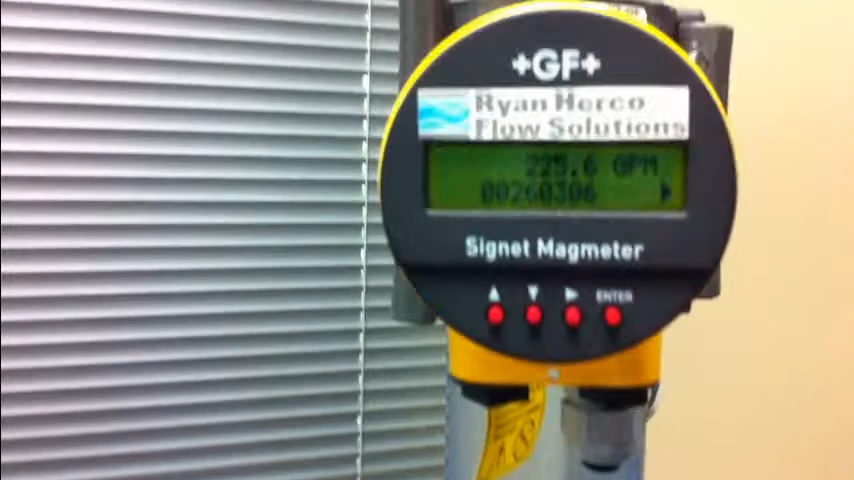 +GF+
Ryan Herco
Flow Solutions
225.6 GPM
00260306
Signet Magmeter
ENTER